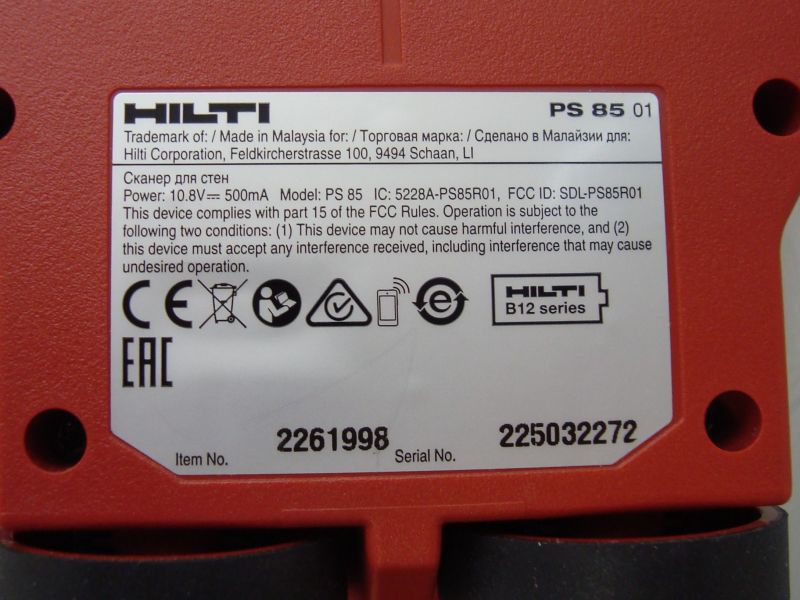 HILTI PS 85 01
Trademark of: / Made in Malaysia for: / Торговая марка: / Сделано в Малайзии для:
Hilti Corporation, Feldkircherstrasse 100, 9494 Schaan, LI
Сканер для стен
Power: 10.8V⎓ 500mA Model: PS 85 IC: 5228A-PS85R01, FCC ID: SDL-PS85R01
This device complies with part 15 of the FCC Rules. Operation is subject to the
following two conditions: (1) This device may not cause harmful interference, and (2)
this device must accept any interference received, including interference that may cause
undesired operation.
CE
HILTI
B12 series
EAC
Item No. 2261998 Serial No. 225032272